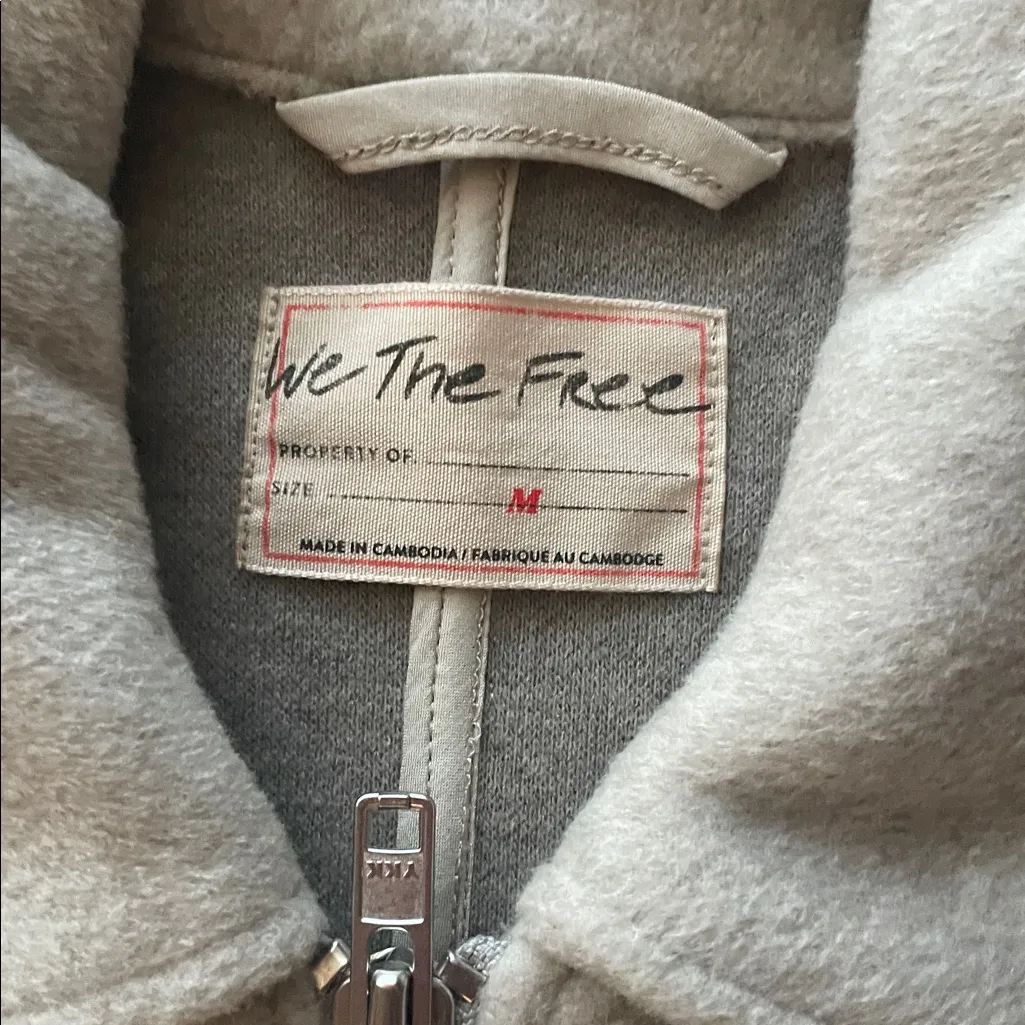 We The Free
PROPERTY OF:
SIZE M
MADE IN CAMBODIA / FABRIQUE AU CAMBODGE
YKK